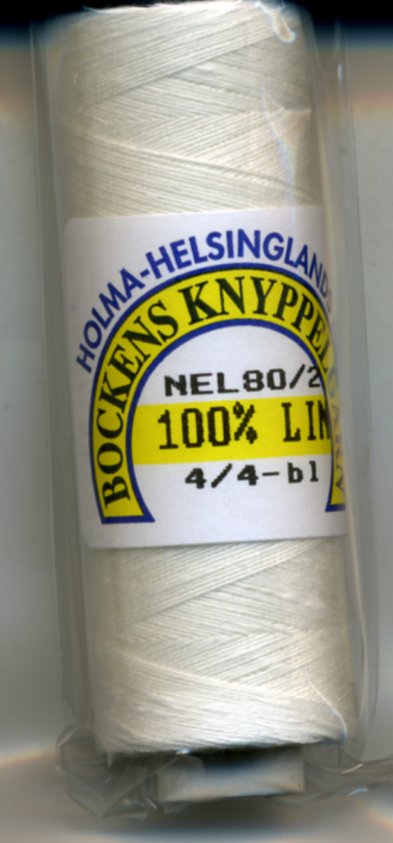 HOLMA-HELSINGLAND
BOCKENS KNYPPEL
NEL80/2
100% LIN
4/4-bl